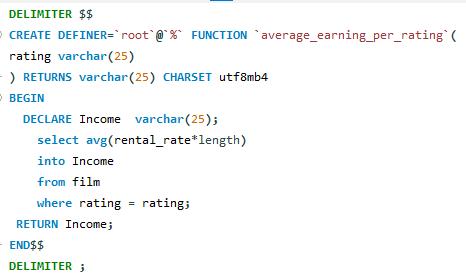 DELIMITER $$
CREATE DEFINER=`root`@`%` FUNCTION `average_earning_per_rating`(
rating varchar(25)
) RETURNS varchar(25) CHARSET utf8mb4
BEGIN
DECLARE Income  varchar(25);
select avg(rental_rate*length)
into Income
from film
where rating = rating;
RETURN Income;
END$$
DELIMITER ;